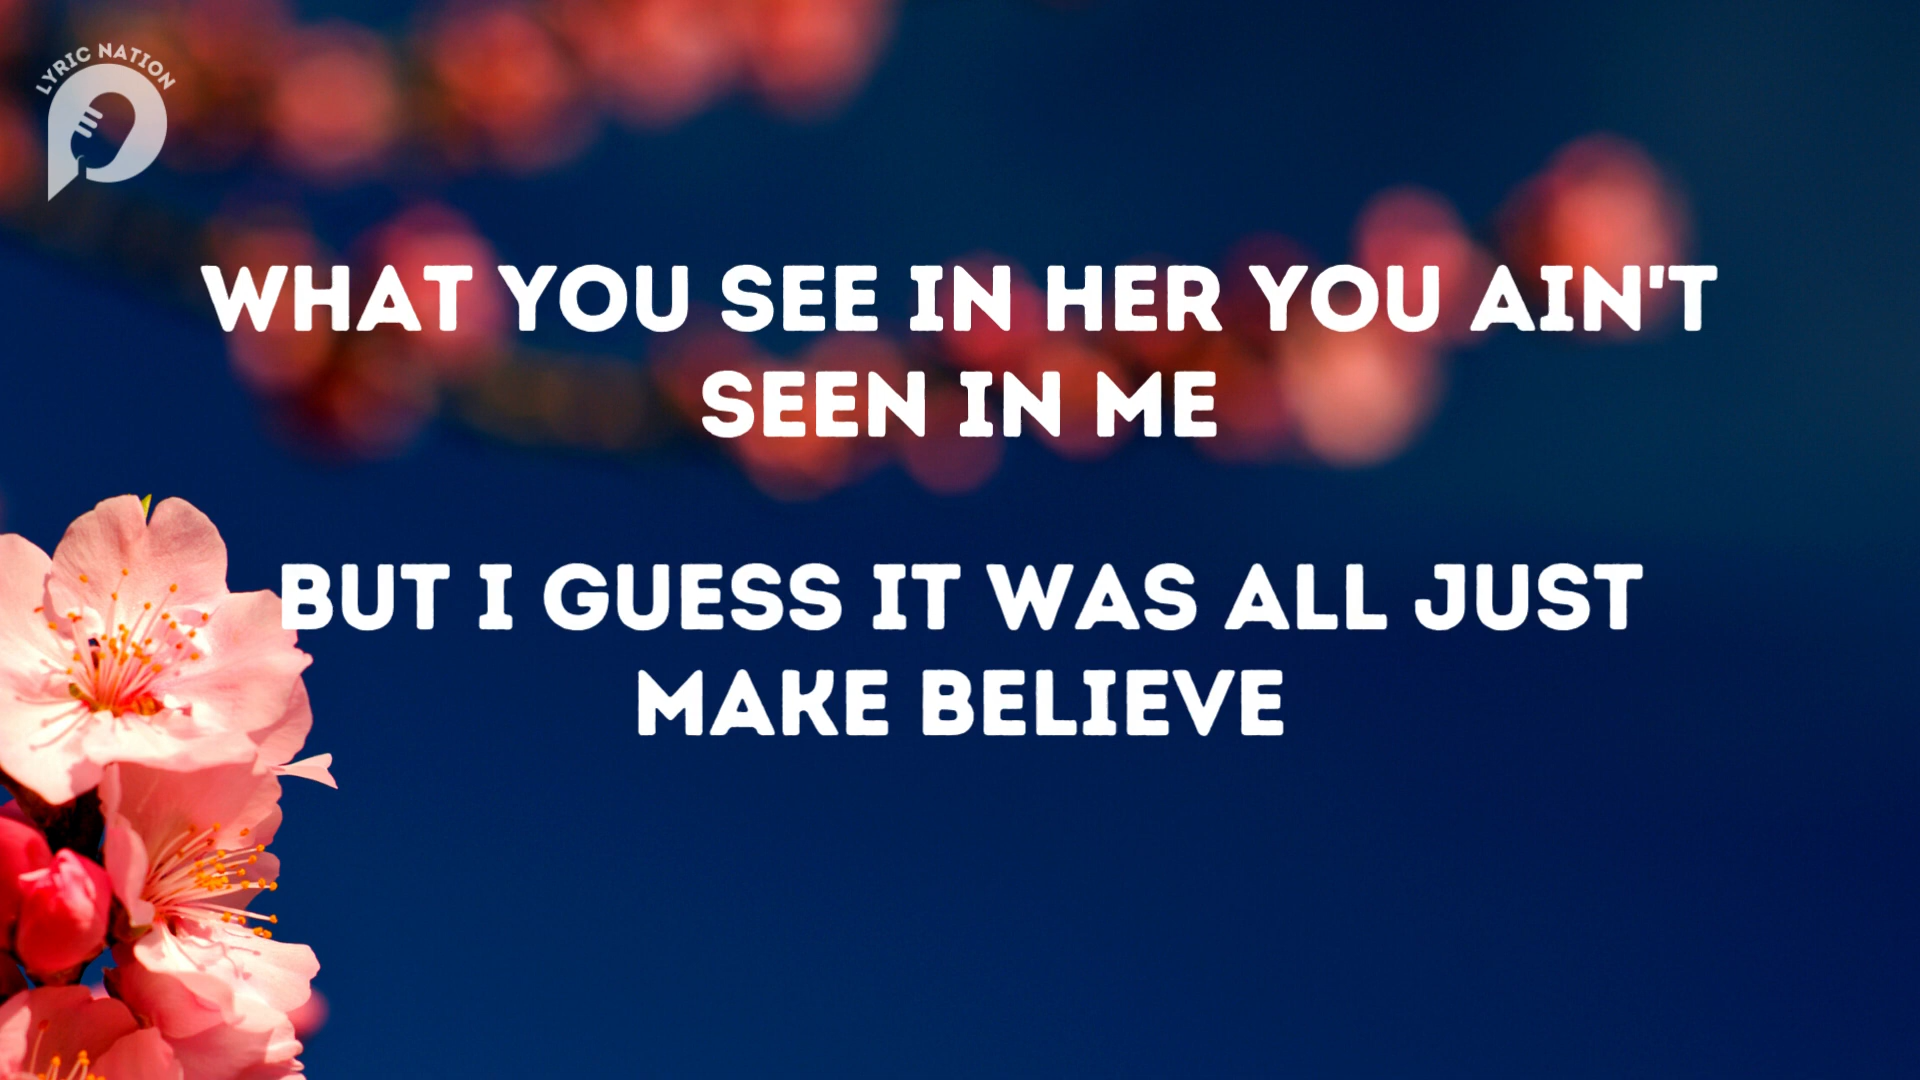 LYRIC NATION
WHAT YOU SEE IN HER YOU AIN'T
SEEN IN ME
BUT I GUESS IT WAS ALL JUST
MAKE BELIEVE